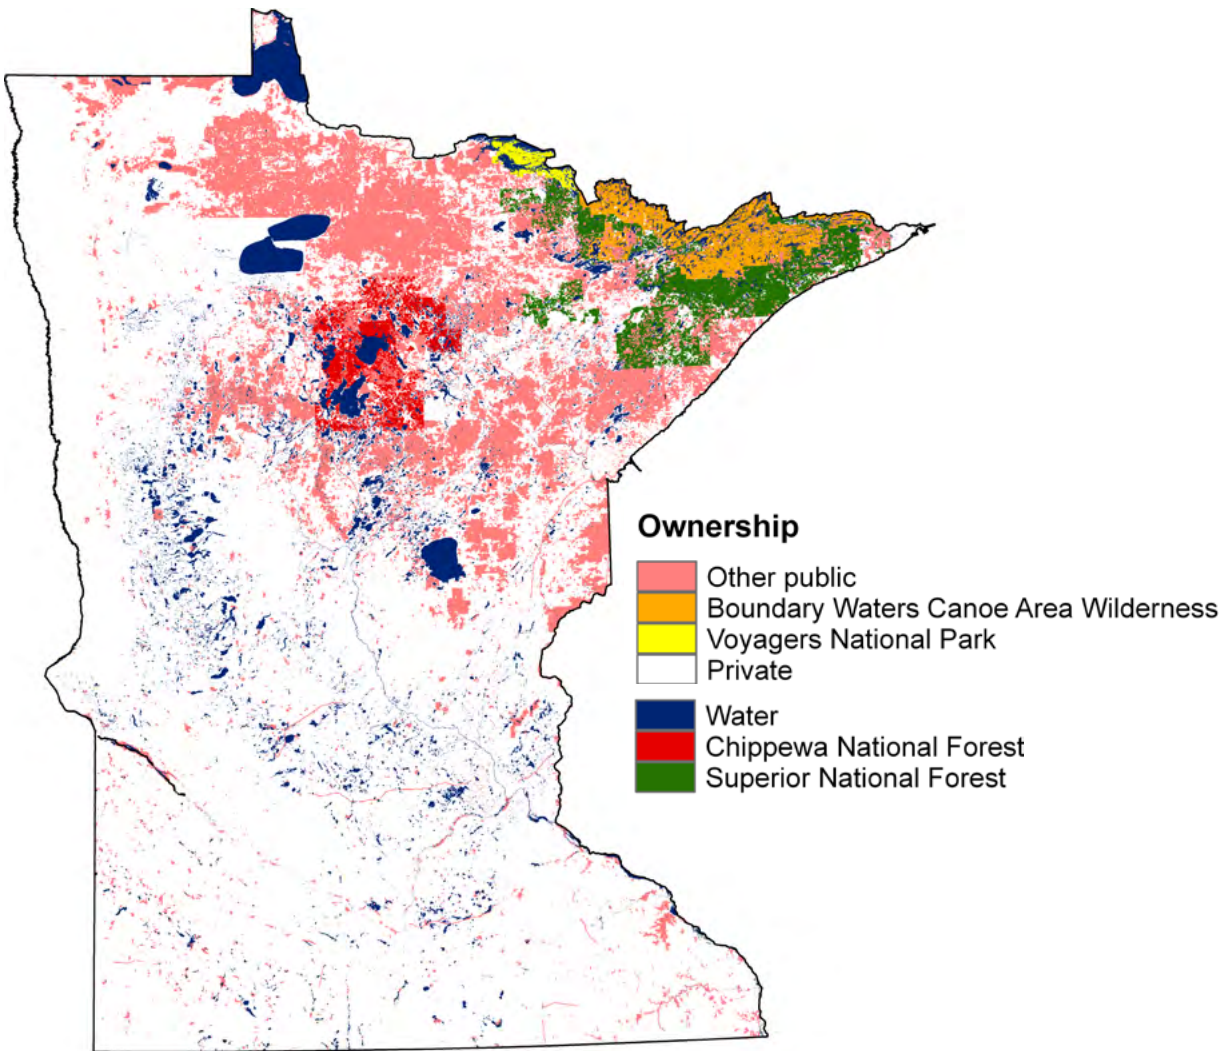 Ownership
Other public
Boundary Waters Canoe Area Wilderness
Voyagers National Park
Private
Water
Chippewa National Forest
Superior National Forest